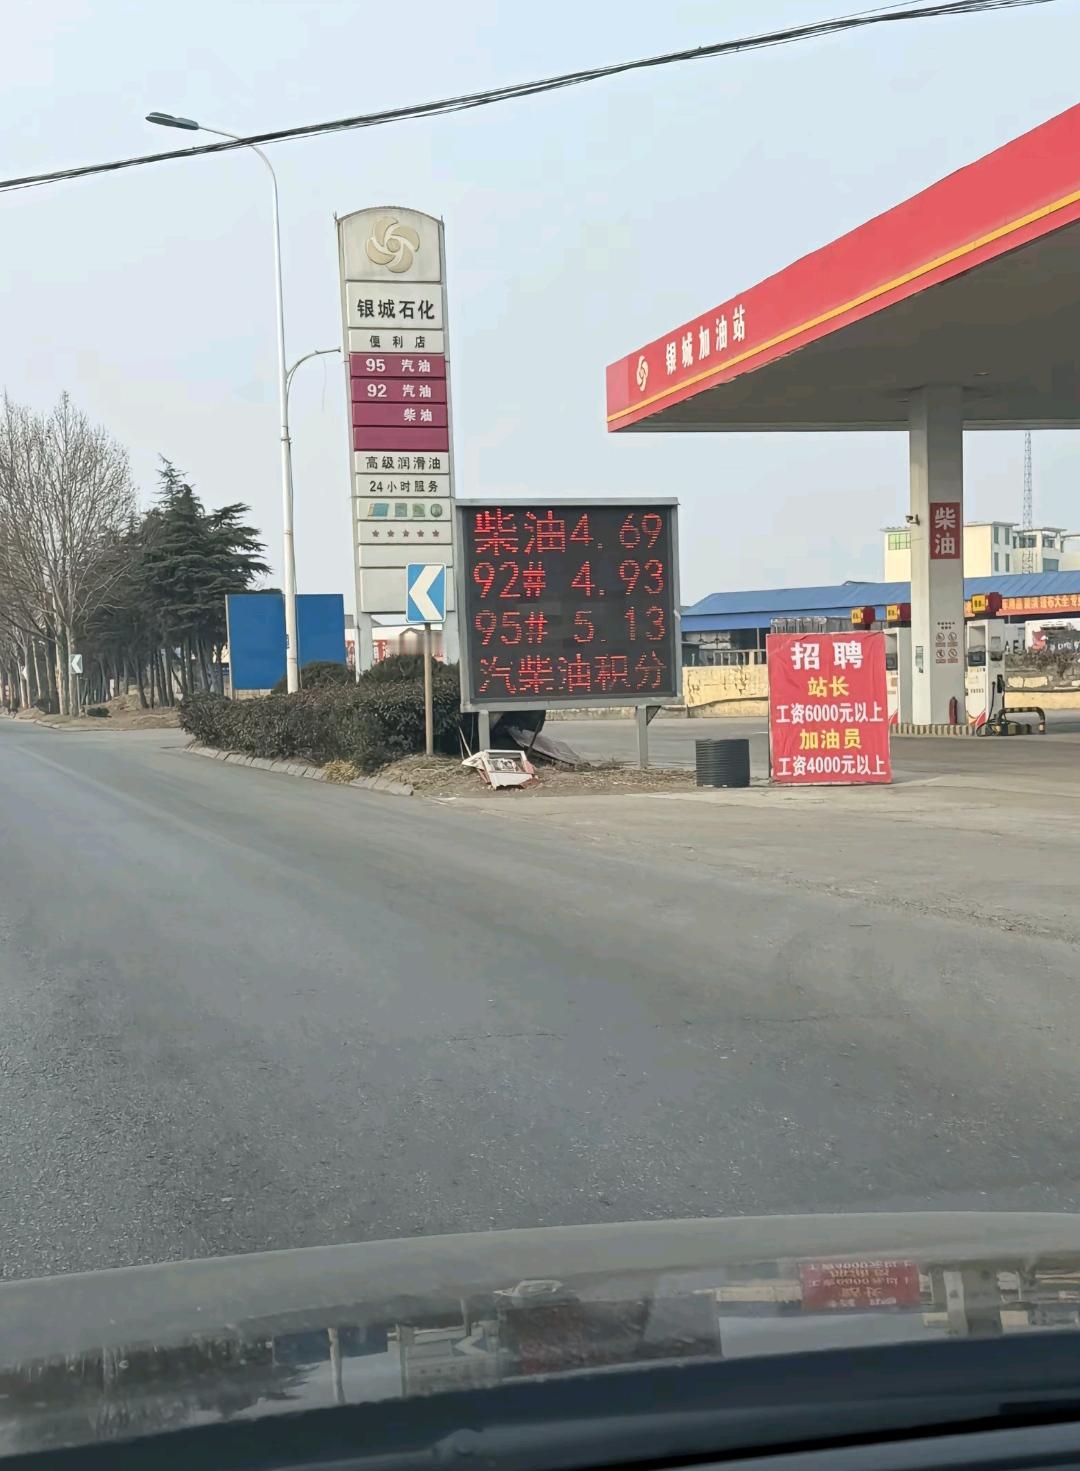 银城石化
便利店
95 汽油
92 汽油
柴油
高级润滑油
24小时服务
银城加油站
柴油4.69
92# 4.93
95# 5.13
汽柴油积分
柴油
招聘
站长
工资6000元以上
加油员
工资4000元以上